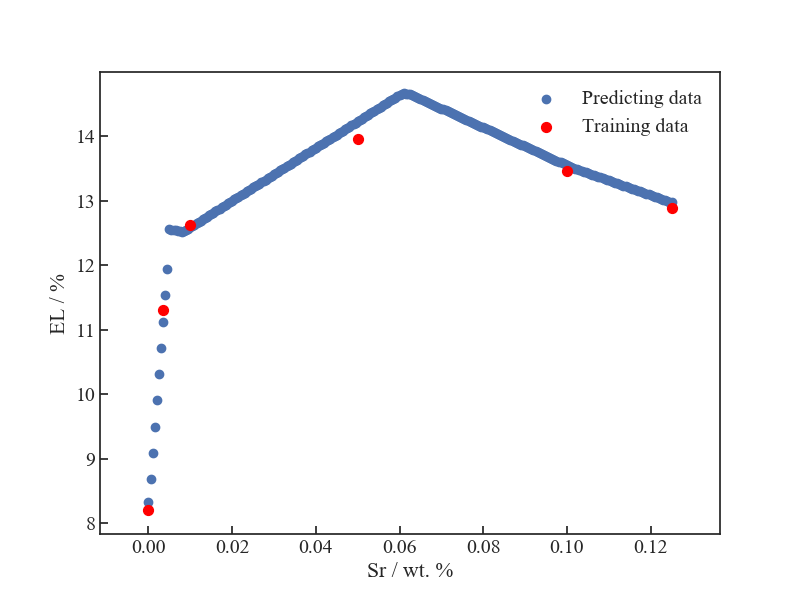 Predicting data
Training data
14
13
12
11
10
9
8
EL / %
0.00 0.02 0.04 0.06 0.08 0.10 0.12
Sr / wt. %